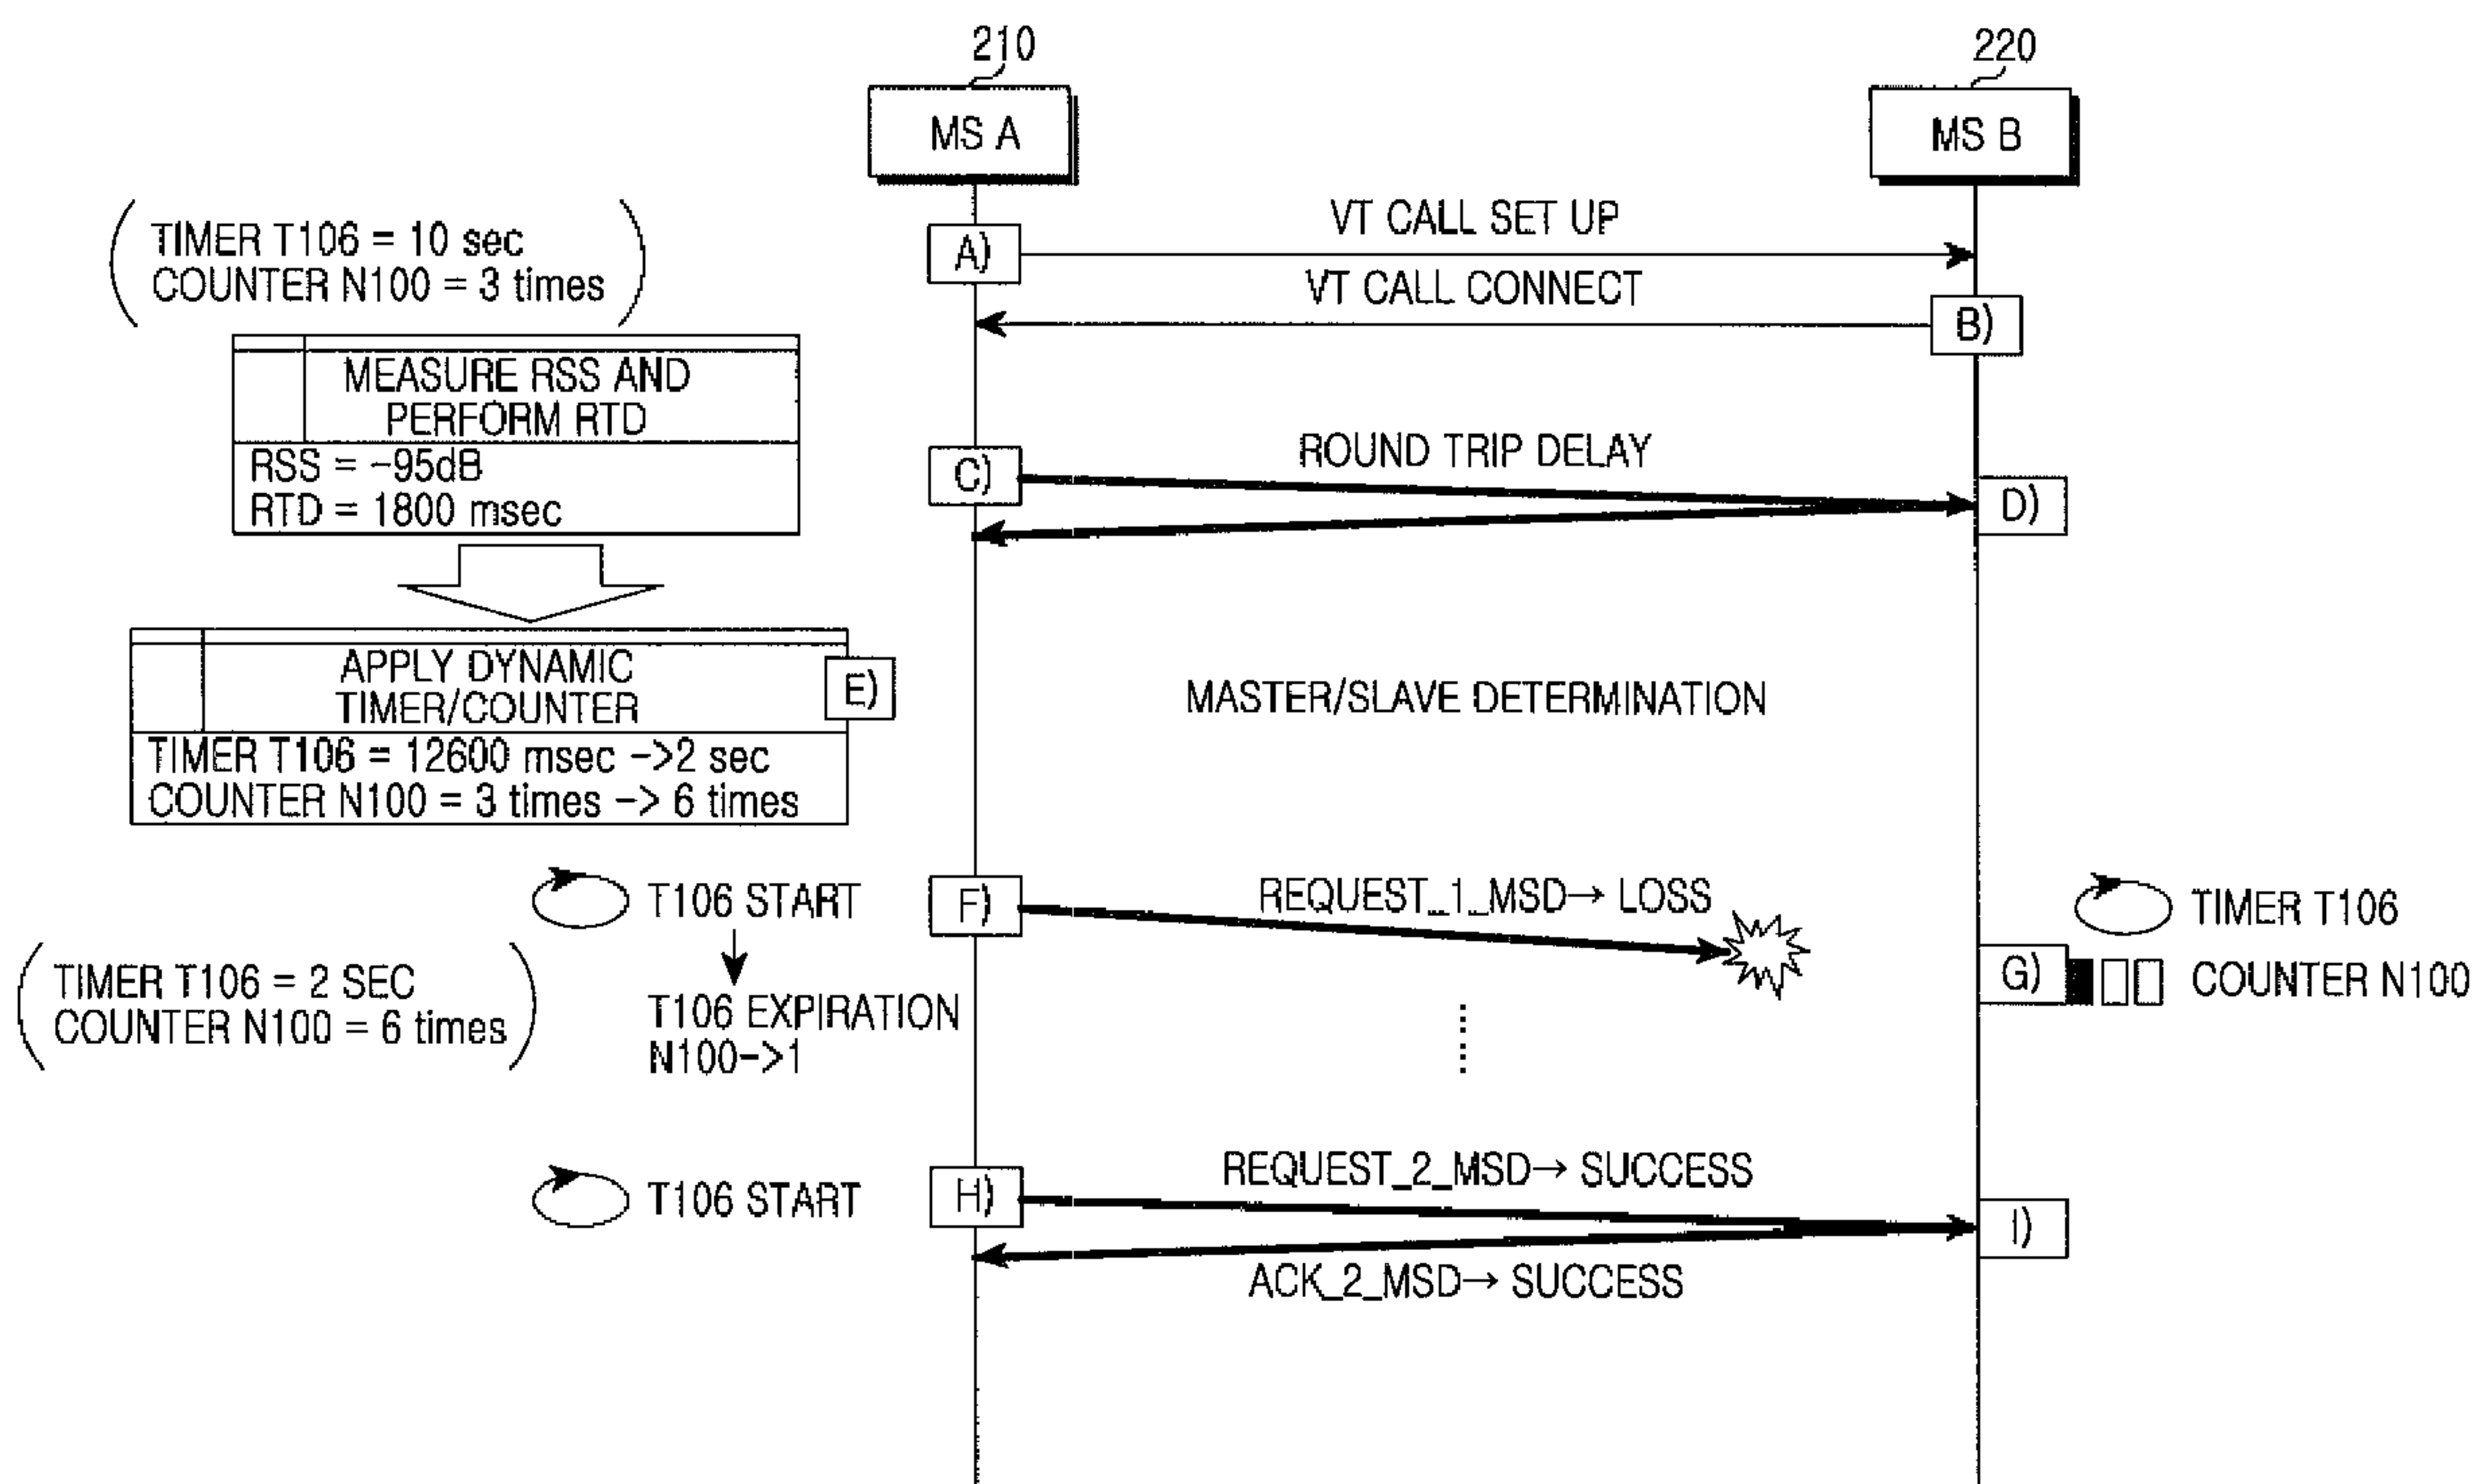 210
220
MS A
MS B
TIMER T106 = 10 sec
COUNTER N100 = 3 times
A)
VT CALL SET UP
VT CALL CONNECT
B)
MEASURE RSS AND
PERFORM RTD
RSS = -95dB
RTD = 1800 msec
C)
ROUND TRIP DELAY
D)
APPLY DYNAMIC
TIMER/COUNTER
E)
TIMER T106 = 12600 msec ->2 sec
COUNTER N100 = 3 times -> 6 times
MASTER/SLAVE DETERMINATION
T106 START
F)
REQUEST_1_MSD→ LOSS
TIMER T106
TIMER T106 = 2 SEC
COUNTER N100 = 6 times
T106 EXPIRATION
N100->1
G)
COUNTER N100
T106 START
H)
REQUEST_2_MSD→ SUCCESS
I)
ACK_2_MSD→ SUCCESS